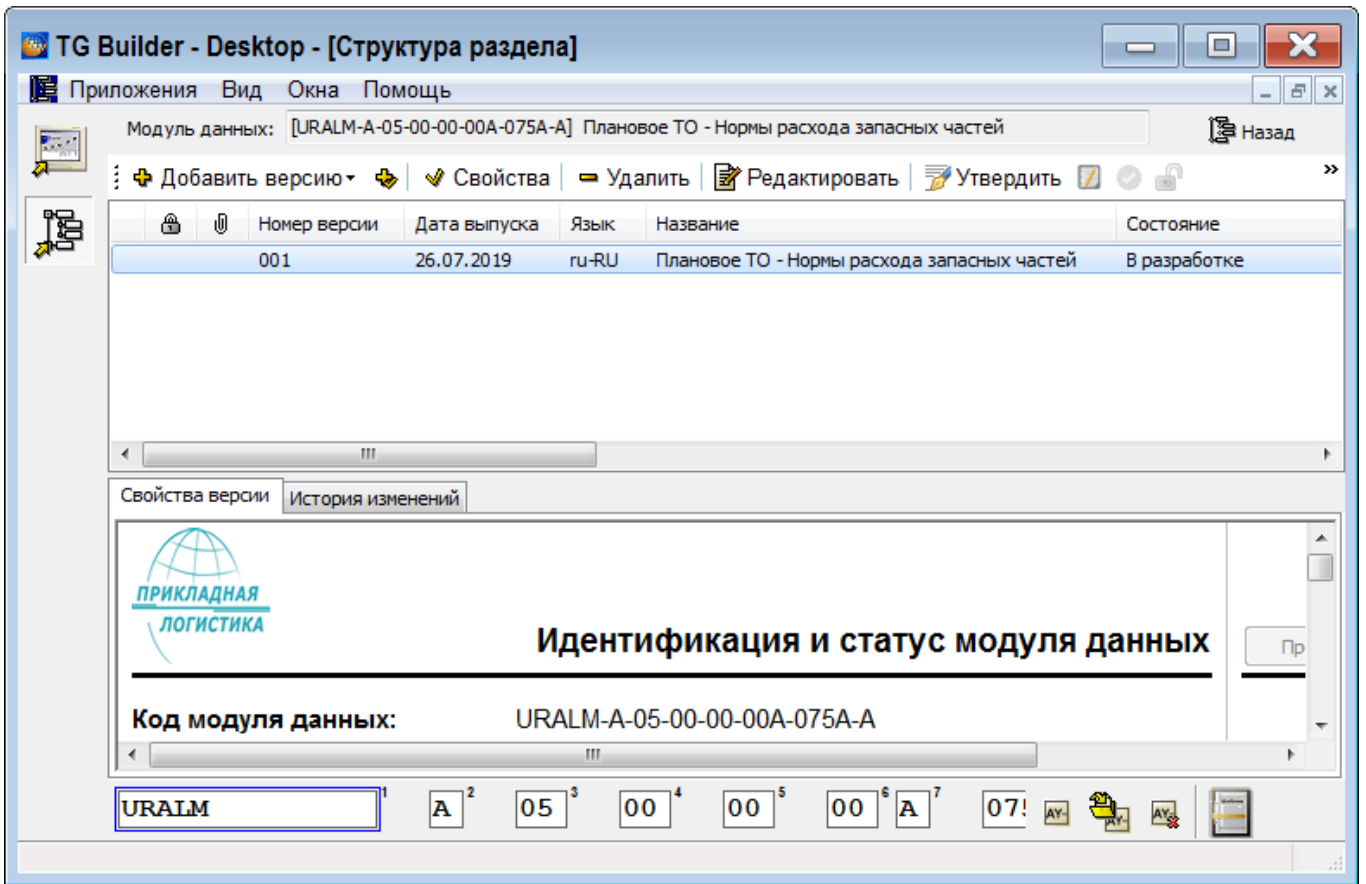 TG Builder - Desktop - [Структура раздела]
Приложения Вид Окна Помощь
Модуль данных: [URALM-A-05-00-00-00A-075A-A] Плановое ТО - Нормы расхода запасных частей Назад
Добавить версию Свойства Удалить Редактировать Утвердить »
Номер версии Дата выпуска Язык Название Состояние
001 26.07.2019 ru-RU Плановое ТО - Нормы расхода запасных частей В разработке
Свойства версии История изменений
ПРИКЛАДНАЯ
ЛОГИСТИКА
Идентификация и статус модуля данных Пр
Код модуля данных: URALM-A-05-00-00-00A-075A-A
URALM 1 A 2 05 3 00 4 00 5 00 6 A 7 075 AY- AY- AY-